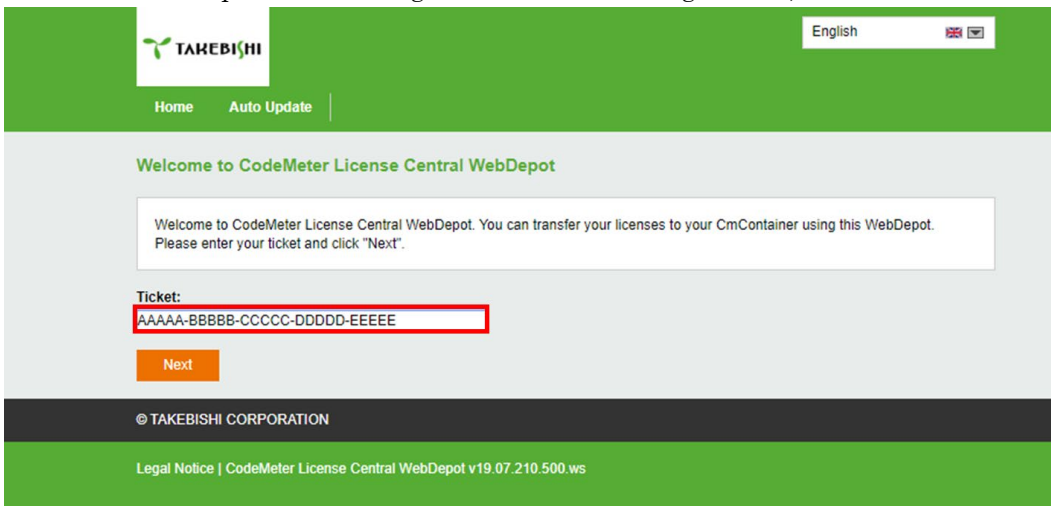 TAKEBISHI
English
Home Auto Update
Welcome to CodeMeter License Central WebDepot
Welcome to CodeMeter License Central WebDepot. You can transfer your licenses to your CmContainer using this WebDepot.
Please enter your ticket and click "Next".
Ticket:
AAAAA-BBBBB-CCCCC-DDDDD-EEEEE
Next
© TAKEBISHI CORPORATION
Legal Notice | CodeMeter License Central WebDepot v19.07.210.500.ws